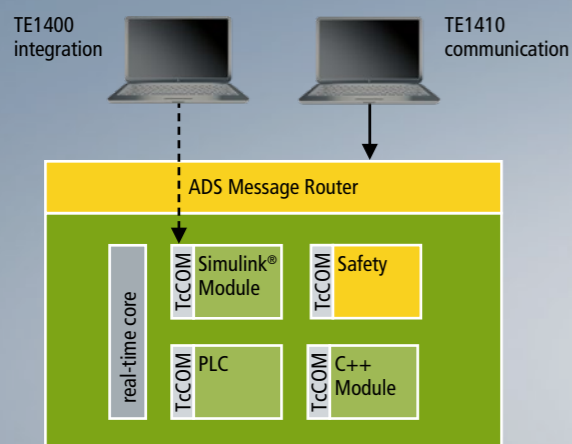 TE1400
integration
TE1410
communication
ADS Message Router
real-time core
TcCOM
Simulink®
Module
TcCOM
Safety
TcCOM
PLC
TcCOM
C++
Module